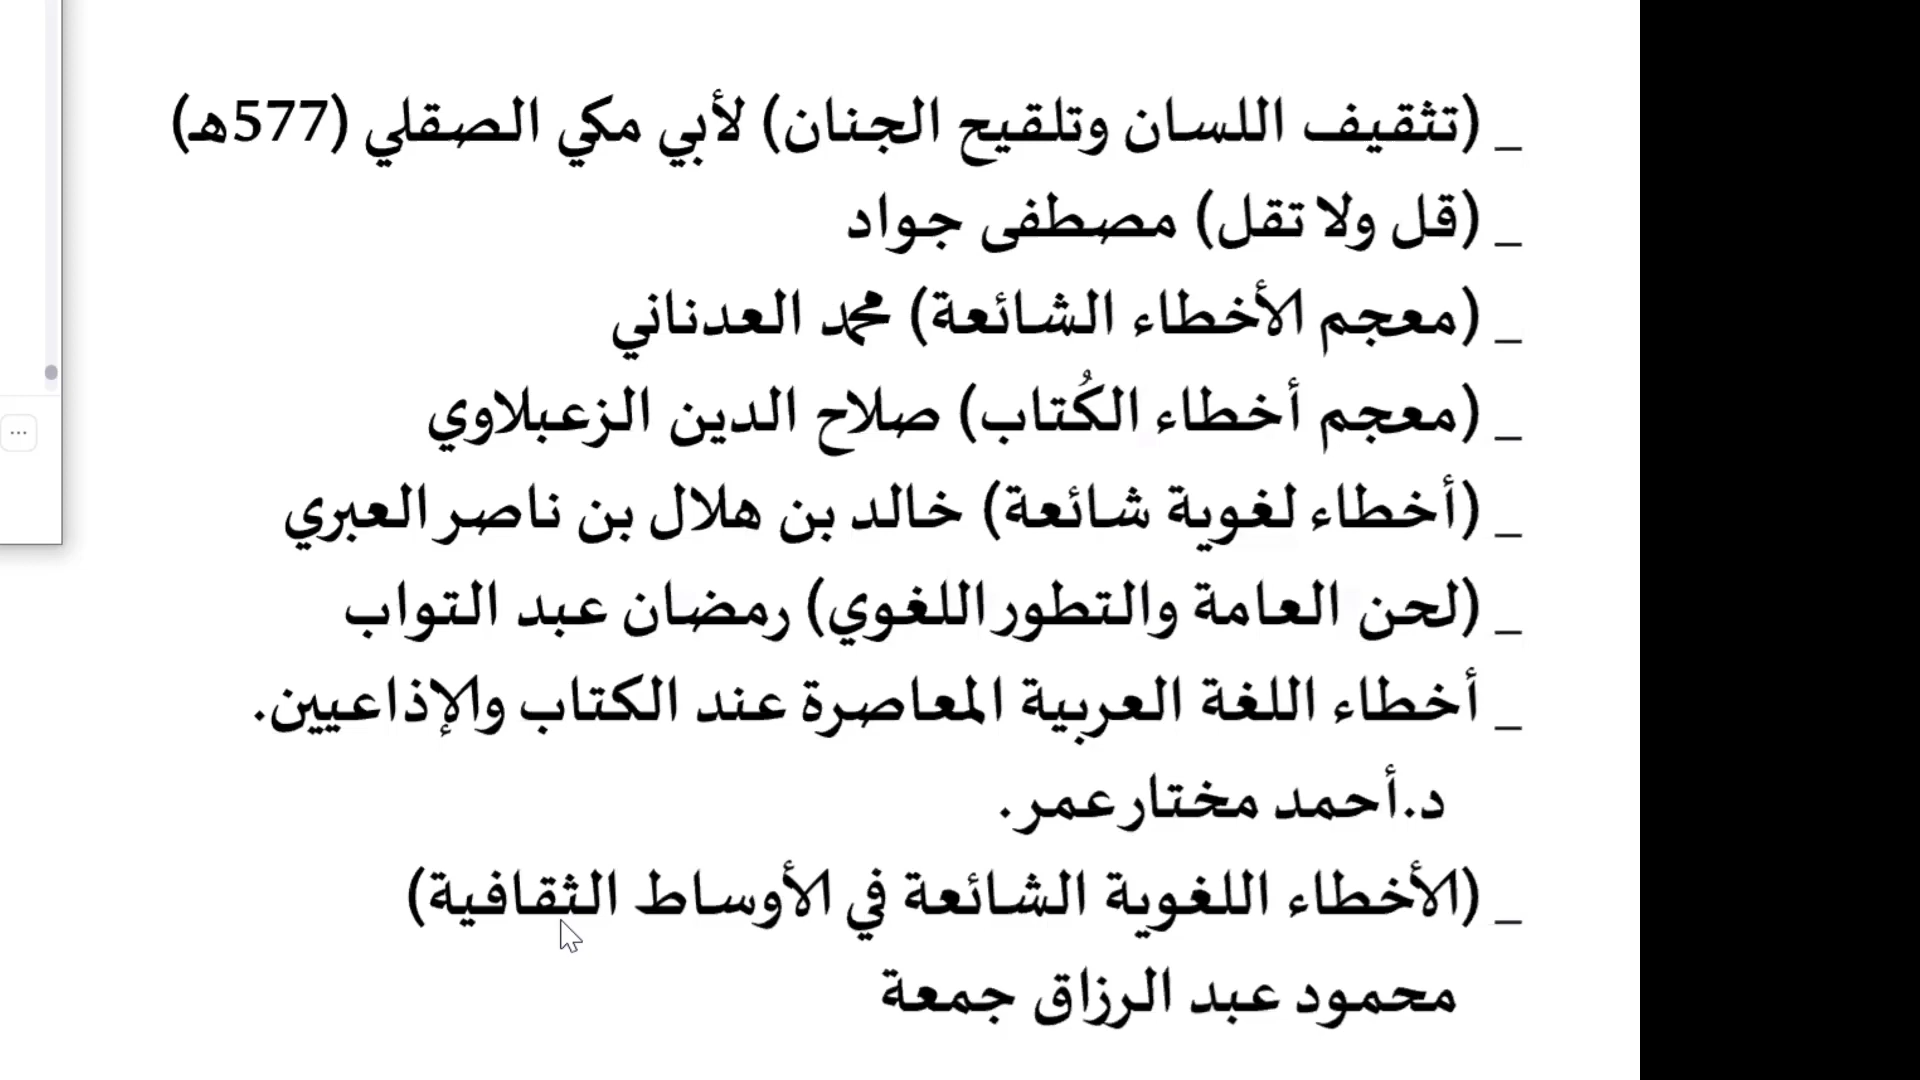 _ (تثقيف اللسان وتلقيح الجنان) لأبي مكي الصقلي (577هـ)
_ (قل ولا تقل) مصطفى جواد
_ (معجم الأخطاء الشائعة) محمد العدناني
_ (معجم أخطاء الكُتاب) صلاح الدين الزعبلاوي
_ (أخطاء لغوية شائعة) خالد بن هلال بن ناصر العبري
_ (لحن العامة والتطور اللغوي) رمضان عبد التواب
_ أخطاء اللغة العربية المعاصرة عند الكتاب والإذاعيين.
د.أحمد مختار عمر.
_ (الأخطاء اللغوية الشائعة في الأوساط الثقافية)
محمود عبد الرزاق جمعة